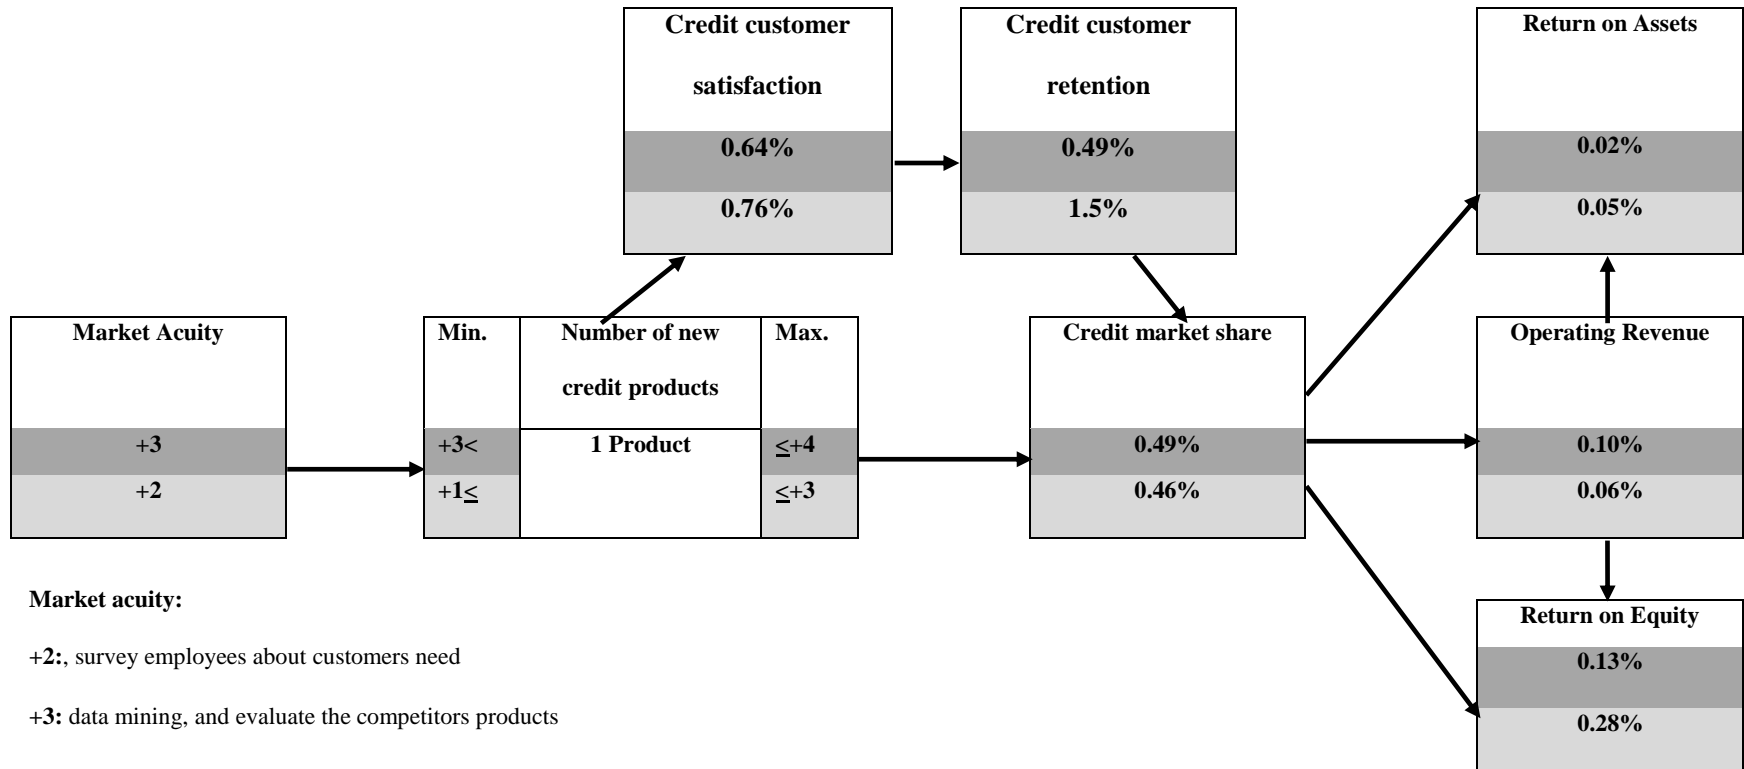 Credit customer
satisfaction
0.64%
0.76%
Credit customer
retention
0.49%
1.5%
Return on Assets
0.02%
0.05%
Market Acuity
+3
+2
Min.
+3<
+1≤
Number of new
credit products
1 Product
Max.
≤+4
≤+3
Credit market share
0.49%
0.46%
Operating Revenue
0.10%
0.06%
Return on Equity
0.13%
0.28%
Market acuity:
+2:, survey employees about customers need
+3: data mining, and evaluate the competitors products